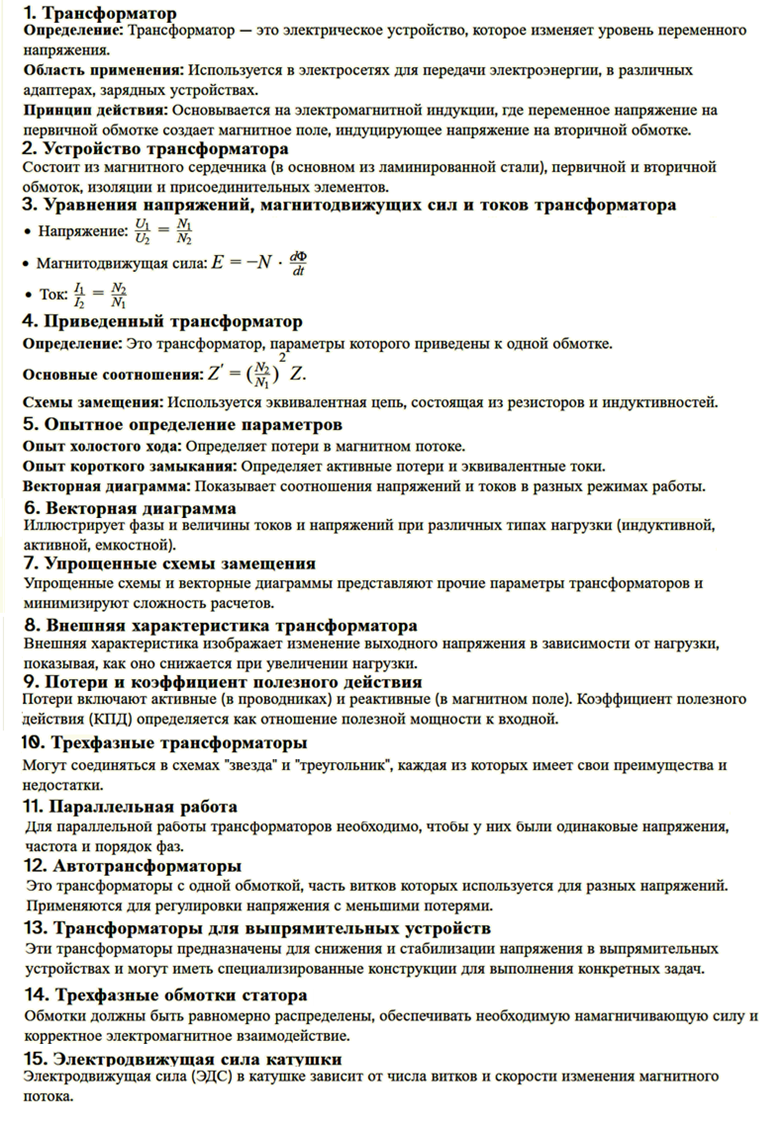 1. Трансформатор
Определение: Трансформатор — это электрическое устройство, которое изменяет уровень переменного
напряжения.
Область применения: Используется в электросетях для передачи электроэнергии, в различных
адаптерах, зарядных устройствах.
Принцип действия: Основывается на электромагнитной индукции, где переменное напряжение на
первичной обмотке создает магнитное поле, индуцирующее напряжение на вторичной обмотке.
2. Устройство трансформатора
Состоит из магнитного сердечника (в основном из ламинированной стали), первичной и вторичной
обмоток, изоляции и присоединительных элементов.
3. Уравнения напряжений, магнитодвижущих сил и токов трансформатора
• Напряжение: U₁/U₂ = N₁/N₂
• Магнитодвижущая сила: E = −N · dΦ/dt
• Ток: I₁/I₂ = N₂/N₁
4. Приведенный трансформатор
Определение: Это трансформатор, параметры которого приведены к одной обмотке.
Основные соотношения: Z′ = (N₂/N₁)² Z.
Схемы замещения: Используется эквивалентная цепь, состоящая из резисторов и индуктивностей.
5. Опытное определение параметров
Опыт холостого хода: Определяет потери в магнитном потоке.
Опыт короткого замыкания: Определяет активные потери и эквивалентные токи.
Векторная диаграмма: Показывает соотношения напряжений и токов в разных режимах работы.
6. Векторная диаграмма
Иллюстрирует фазы и величины токов и напряжений при различных типах нагрузки (индуктивной,
активной, емкостной).
7. Упрощенные схемы замещения
Упрощенные схемы и векторные диаграммы представляют прочие параметры трансформаторов и
минимизируют сложность расчетов.
8. Внешняя характеристика трансформатора
Внешняя характеристика изображает изменение выходного напряжения в зависимости от нагрузки,
показывая, как оно снижается при увеличении нагрузки.
9. Потери и коэффициент полезного действия
Потери включают активные (в проводниках) и реактивные (в магнитном поле). Коэффициент полезного
действия (КПД) определяется как отношение полезной мощности к входной.
10. Трехфазные трансформаторы
Могут соединяться в схемах "звезда" и "треугольник", каждая из которых имеет свои преимущества и
недостатки.
11. Параллельная работа
Для параллельной работы трансформаторов необходимо, чтобы у них были одинаковые напряжения,
частота и порядок фаз.
12. Автотрансформаторы
Это трансформаторы с одной обмоткой, часть витков которых используется для разных напряжений.
Применяются для регулировки напряжения с меньшими потерями.
13. Трансформаторы для выпрямительных устройств
Эти трансформаторы предназначены для снижения и стабилизации напряжения в выпрямительных
устройствах и могут иметь специализированные конструкции для выполнения конкретных задач.
14. Трехфазные обмотки статора
Обмотки должны быть равномерно распределены, обеспечивать необходимую намагничивающую силу и
корректное электромагнитное взаимодействие.
15. Электродвижущая сила катушки
Электродвижущая сила (ЭДС) в катушке зависит от числа витков и скорости изменения магнитного
потока.